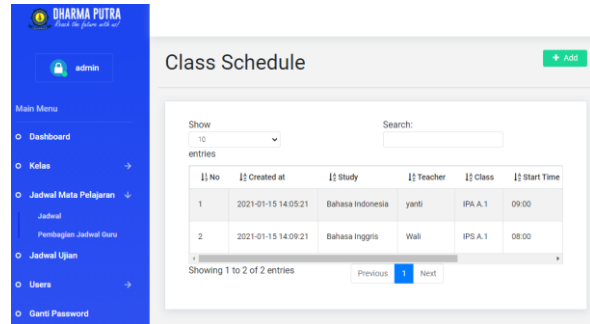 DHARMA PUTRA
Reach the future with us!
admin
Main Menu
Dashboard
Kelas
Jadwal Mata Pelajaran
Jadwal
Pembagian Jadwal Guru
Jadwal Ujian
Users
Ganti Password
Class Schedule
+ Add
Show
10
entries
Search:
No Created at Study Teacher Class Start Time
1 2021-01-15 14:05:21 Bahasa Indonesia yanti IPA A.1 09:00
2 2021-01-15 14:09:21 Bahasa Inggris Wali IPS A.1 08:00
Showing 1 to 2 of 2 entries
Previous 1 Next